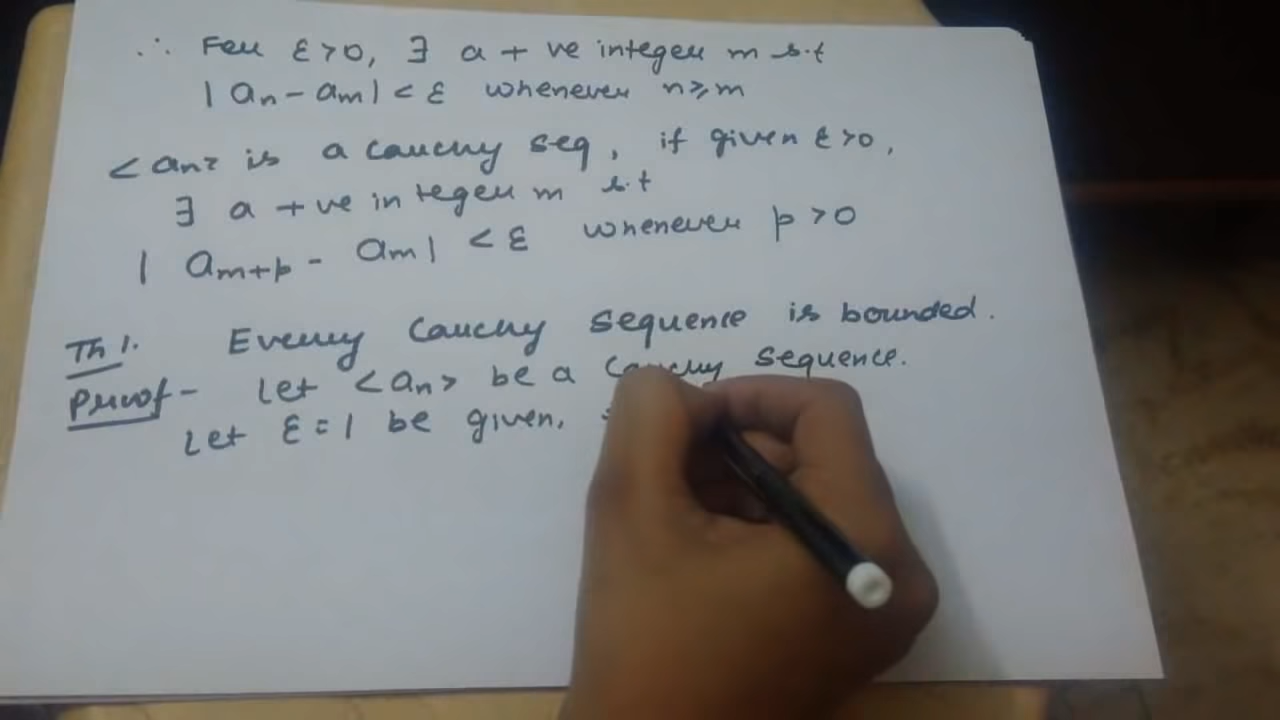 ∴ For ε>0, ∃ a +ve integer m s.t
|an - am| < ε whenever n≥m
<an> is a cauchy seq, if given ε>0,
∃ a +ve integer m s.t
| am+p - am| < ε whenever p >0
Th 1. Every Cauchy sequence is bounded.
Proof - Let <an> be a Cauchy sequence.
Let ε = 1 be given,